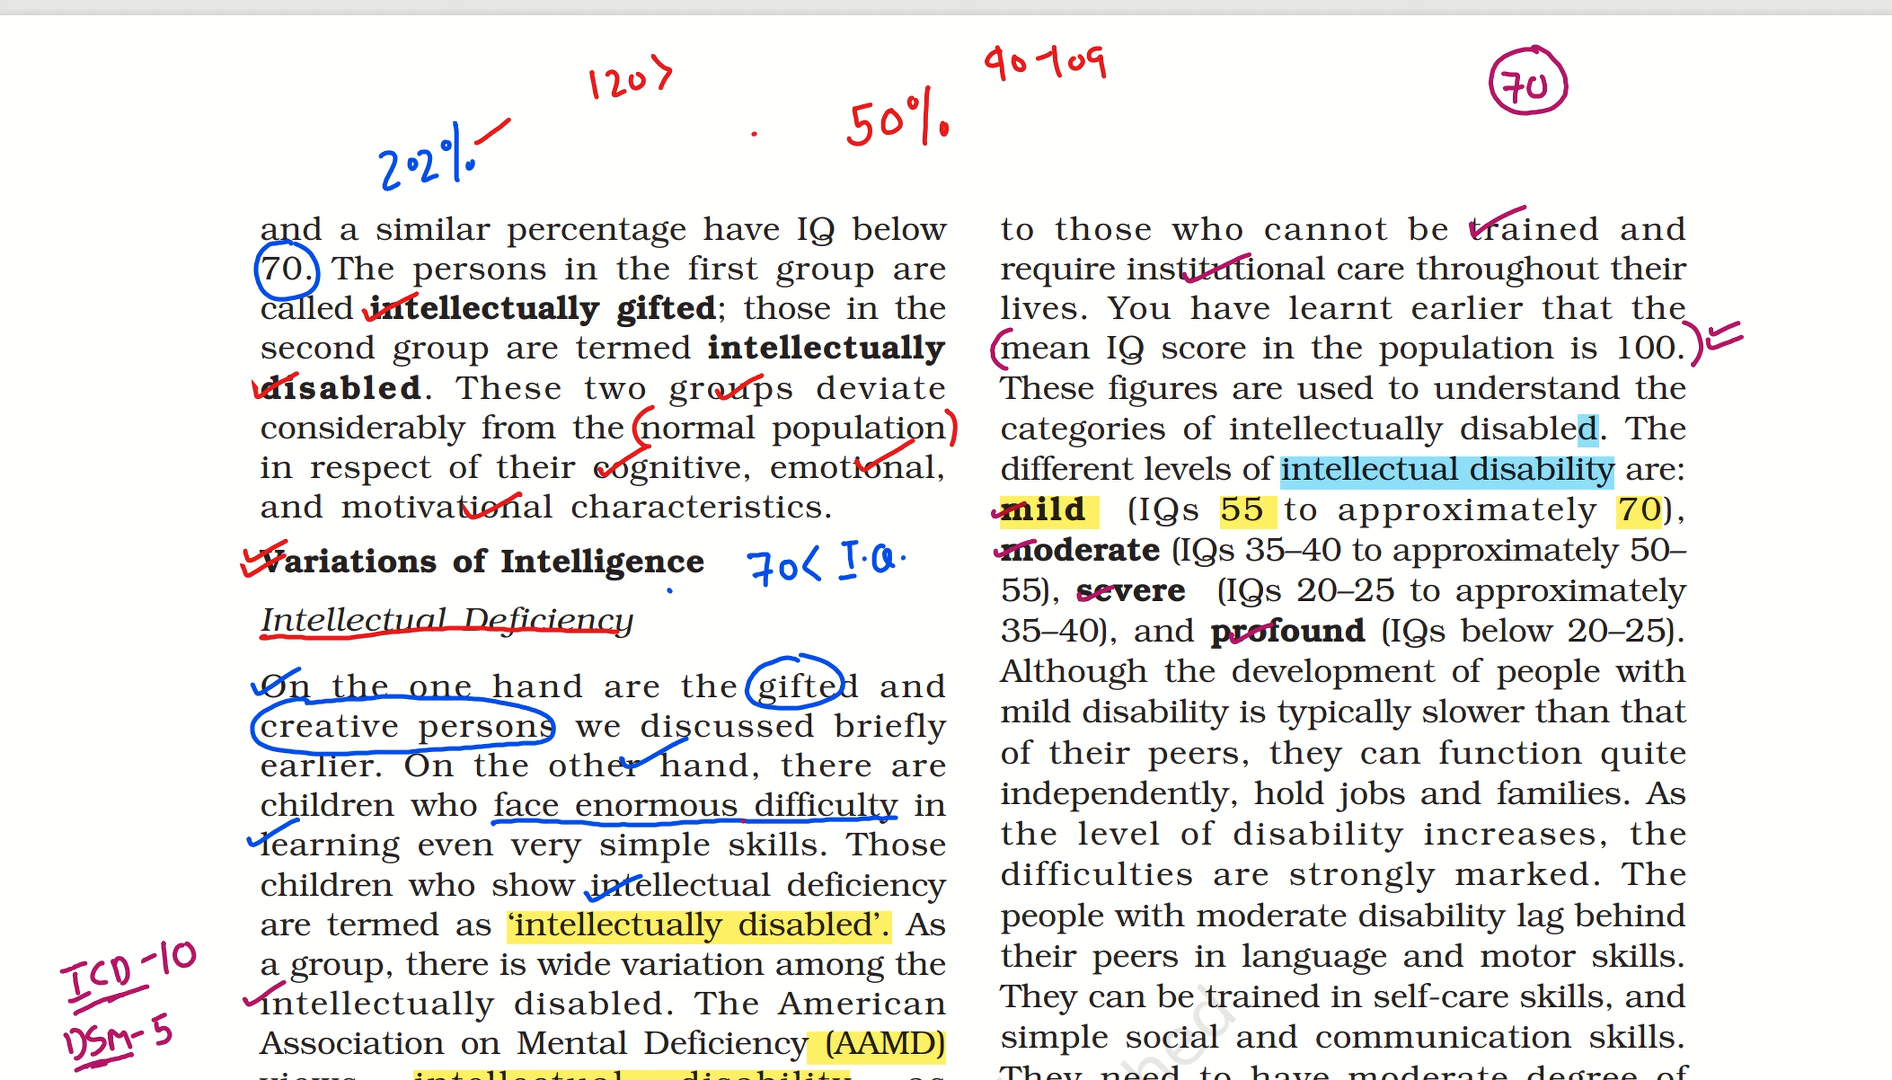 120>
90-109
70
50%
2.2%
and a similar percentage have IQ below
70. The persons in the first group are
called intellectually gifted; those in the
second group are termed intellectually
disabled. These two groups deviate
considerably from the normal population
in respect of their cognitive, emotional,
and motivational characteristics.
Variations of Intelligence
70< I.Q.
Intellectual Deficiency
On the one hand are the gifted and
creative persons we discussed briefly
earlier. On the other hand, there are
children who face enormous difficulty in
learning even very simple skills. Those
children who show intellectual deficiency
are termed as ‘intellectually disabled’. As
a group, there is wide variation among the
intellectually disabled. The American
Association on Mental Deficiency (AAMD)
views intellectual disability as
ICD-10
DSM-5
to those who cannot be trained and
require institutional care throughout their
lives. You have learnt earlier that the
mean IQ score in the population is 100.
These figures are used to understand the
categories of intellectually disabled. The
different levels of intellectual disability are:
mild (IQs 55 to approximately 70),
moderate (IQs 35–40 to approximately 50–
55), severe (IQs 20–25 to approximately
35–40), and profound (IQs below 20–25).
Although the development of people with
mild disability is typically slower than that
of their peers, they can function quite
independently, hold jobs and families. As
the level of disability increases, the
difficulties are strongly marked. The
people with moderate disability lag behind
their peers in language and motor skills.
They can be trained in self-care skills, and
simple social and communication skills.
They need to have moderate degree of